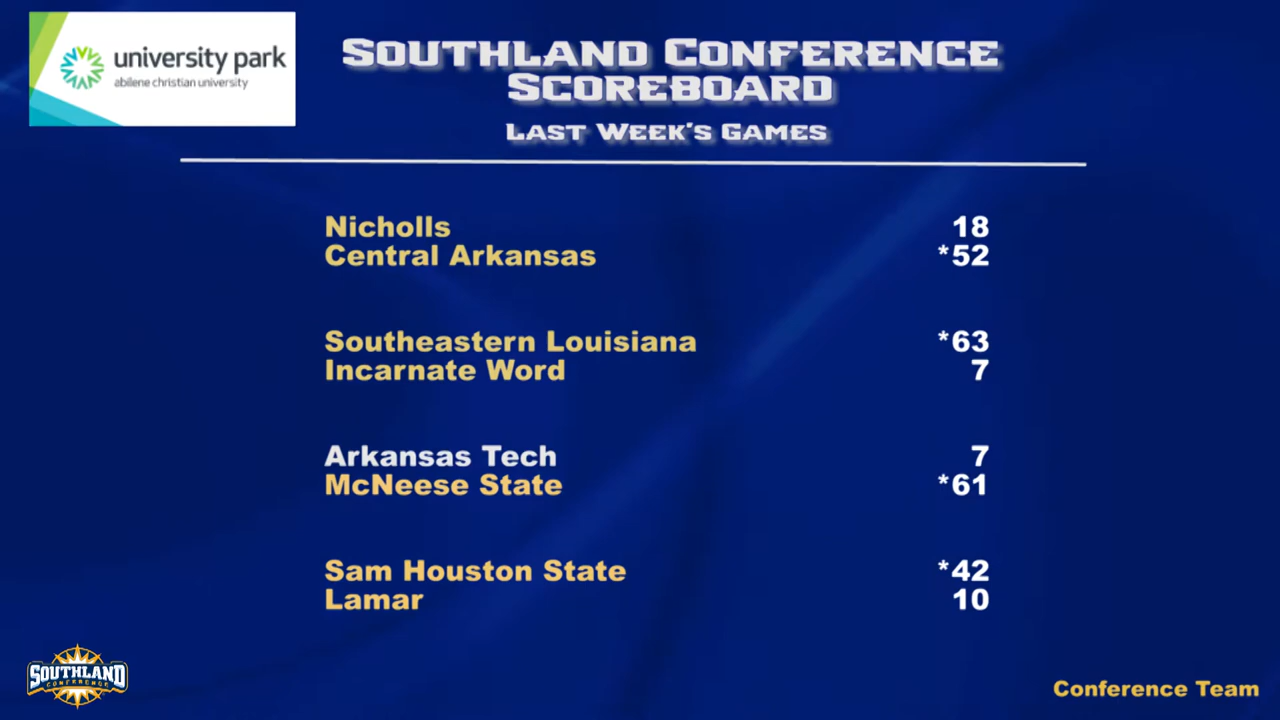 university park
abilene christian university
Southland Conference
Scoreboard
Last Week's Games
Nicholls 18
Central Arkansas *52
Southeastern Louisiana *63
Incarnate Word 7
Arkansas Tech 7
McNeese State *61
Sam Houston State *42
Lamar 10
SOUTHLAND
CONFERENCE
Conference Team